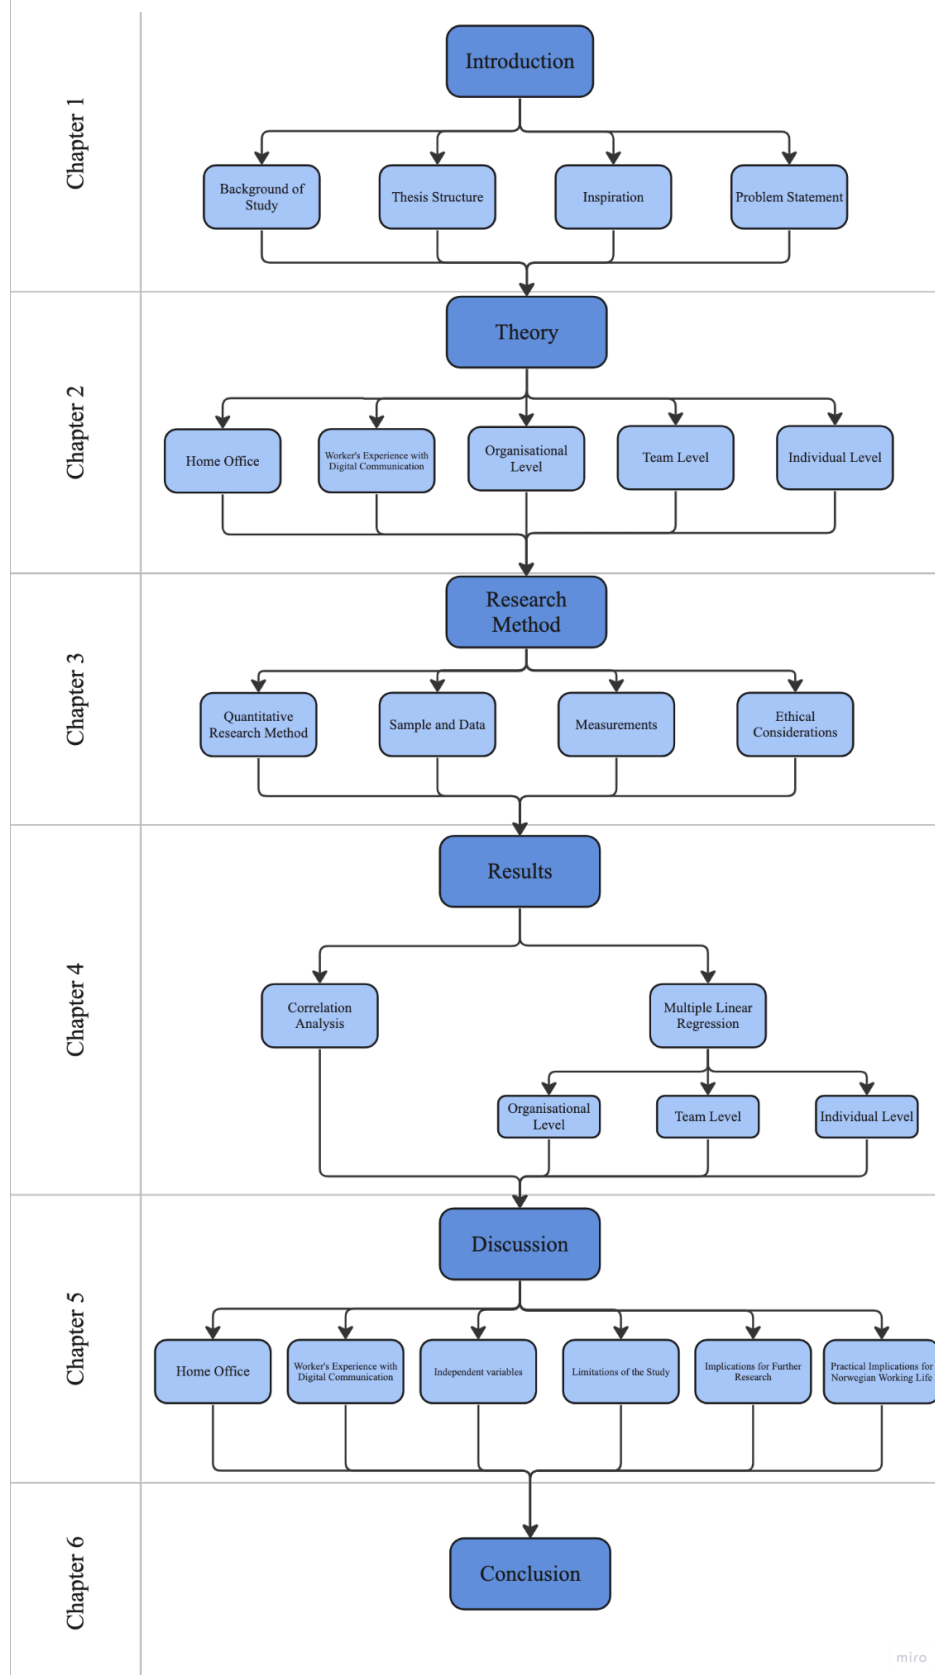 Chapter 1
Introduction
Background of
Study
Thesis Structure
Inspiration
Problem Statement
Chapter 2
Theory
Home Office
Worker's Experience with
Digital Communication
Organisational
Level
Team Level
Individual Level
Chapter 3
Research
Method
Quantitative
Research Method
Sample and Data
Measurements
Ethical
Considerations
Chapter 4
Results
Correlation
Analysis
Multiple Linear
Regression
Organisational
Level
Team Level
Individual Level
Chapter 5
Discussion
Home Office
Worker's Experience with
Digital Communication
Independent variables
Limitations of the Study
Implications for Further
Research
Practical Implications for
Norwegian Working Life
Chapter 6
Conclusion
miro